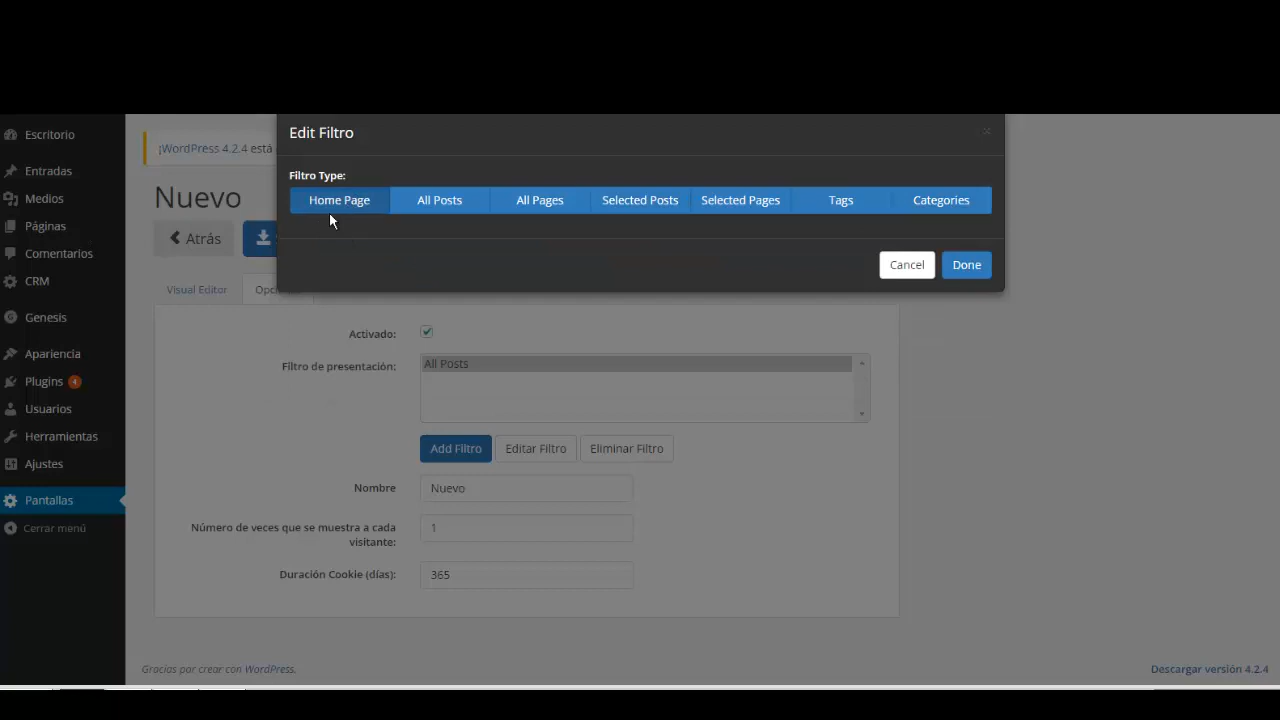 Edit Filtro
×
Filtro Type:
Home Page All Posts All Pages Selected Posts Selected Pages Tags Categories
Cancel Done
Escritorio
Entradas
Medios
Páginas
Comentarios
CRM
Genesis
Apariencia
Plugins 4
Usuarios
Herramientas
Ajustes
Pantallas
Cerrar menú
¡WordPress 4.2.4 está
Nuevo
Atrás
Visual Editor
Activado:
Filtro de presentación:
All Posts
Add Filtro Editar Filtro Eliminar Filtro
Nombre Nuevo
Número de veces que se muestra a cada
visitante:
1
Duración Cookie (días): 365
Gracias por crear con WordPress.
Descargar versión 4.2.4